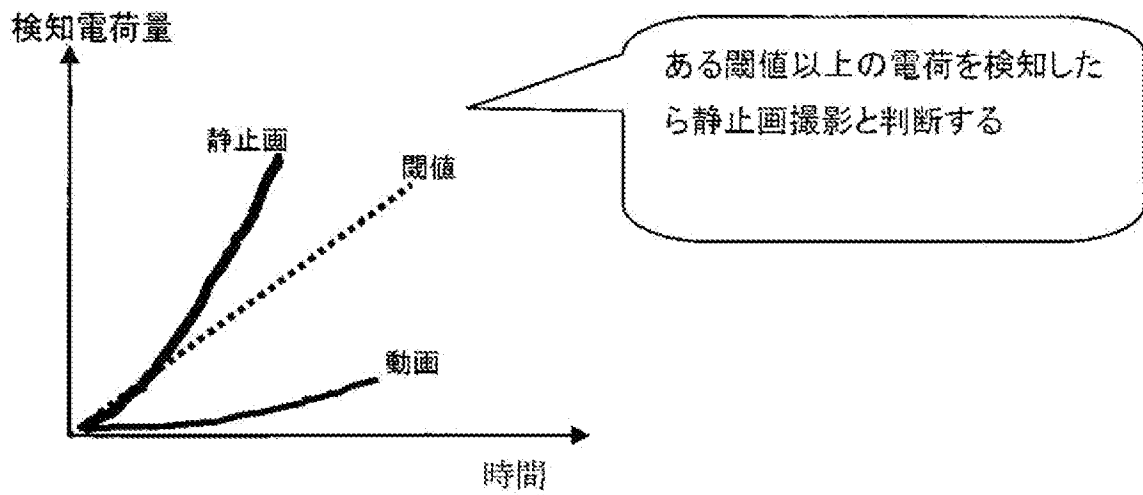 検知電荷量
ある閾値以上の電荷を検知した
ら静止画撮影と判断する
静止画
閾値
動画
時間